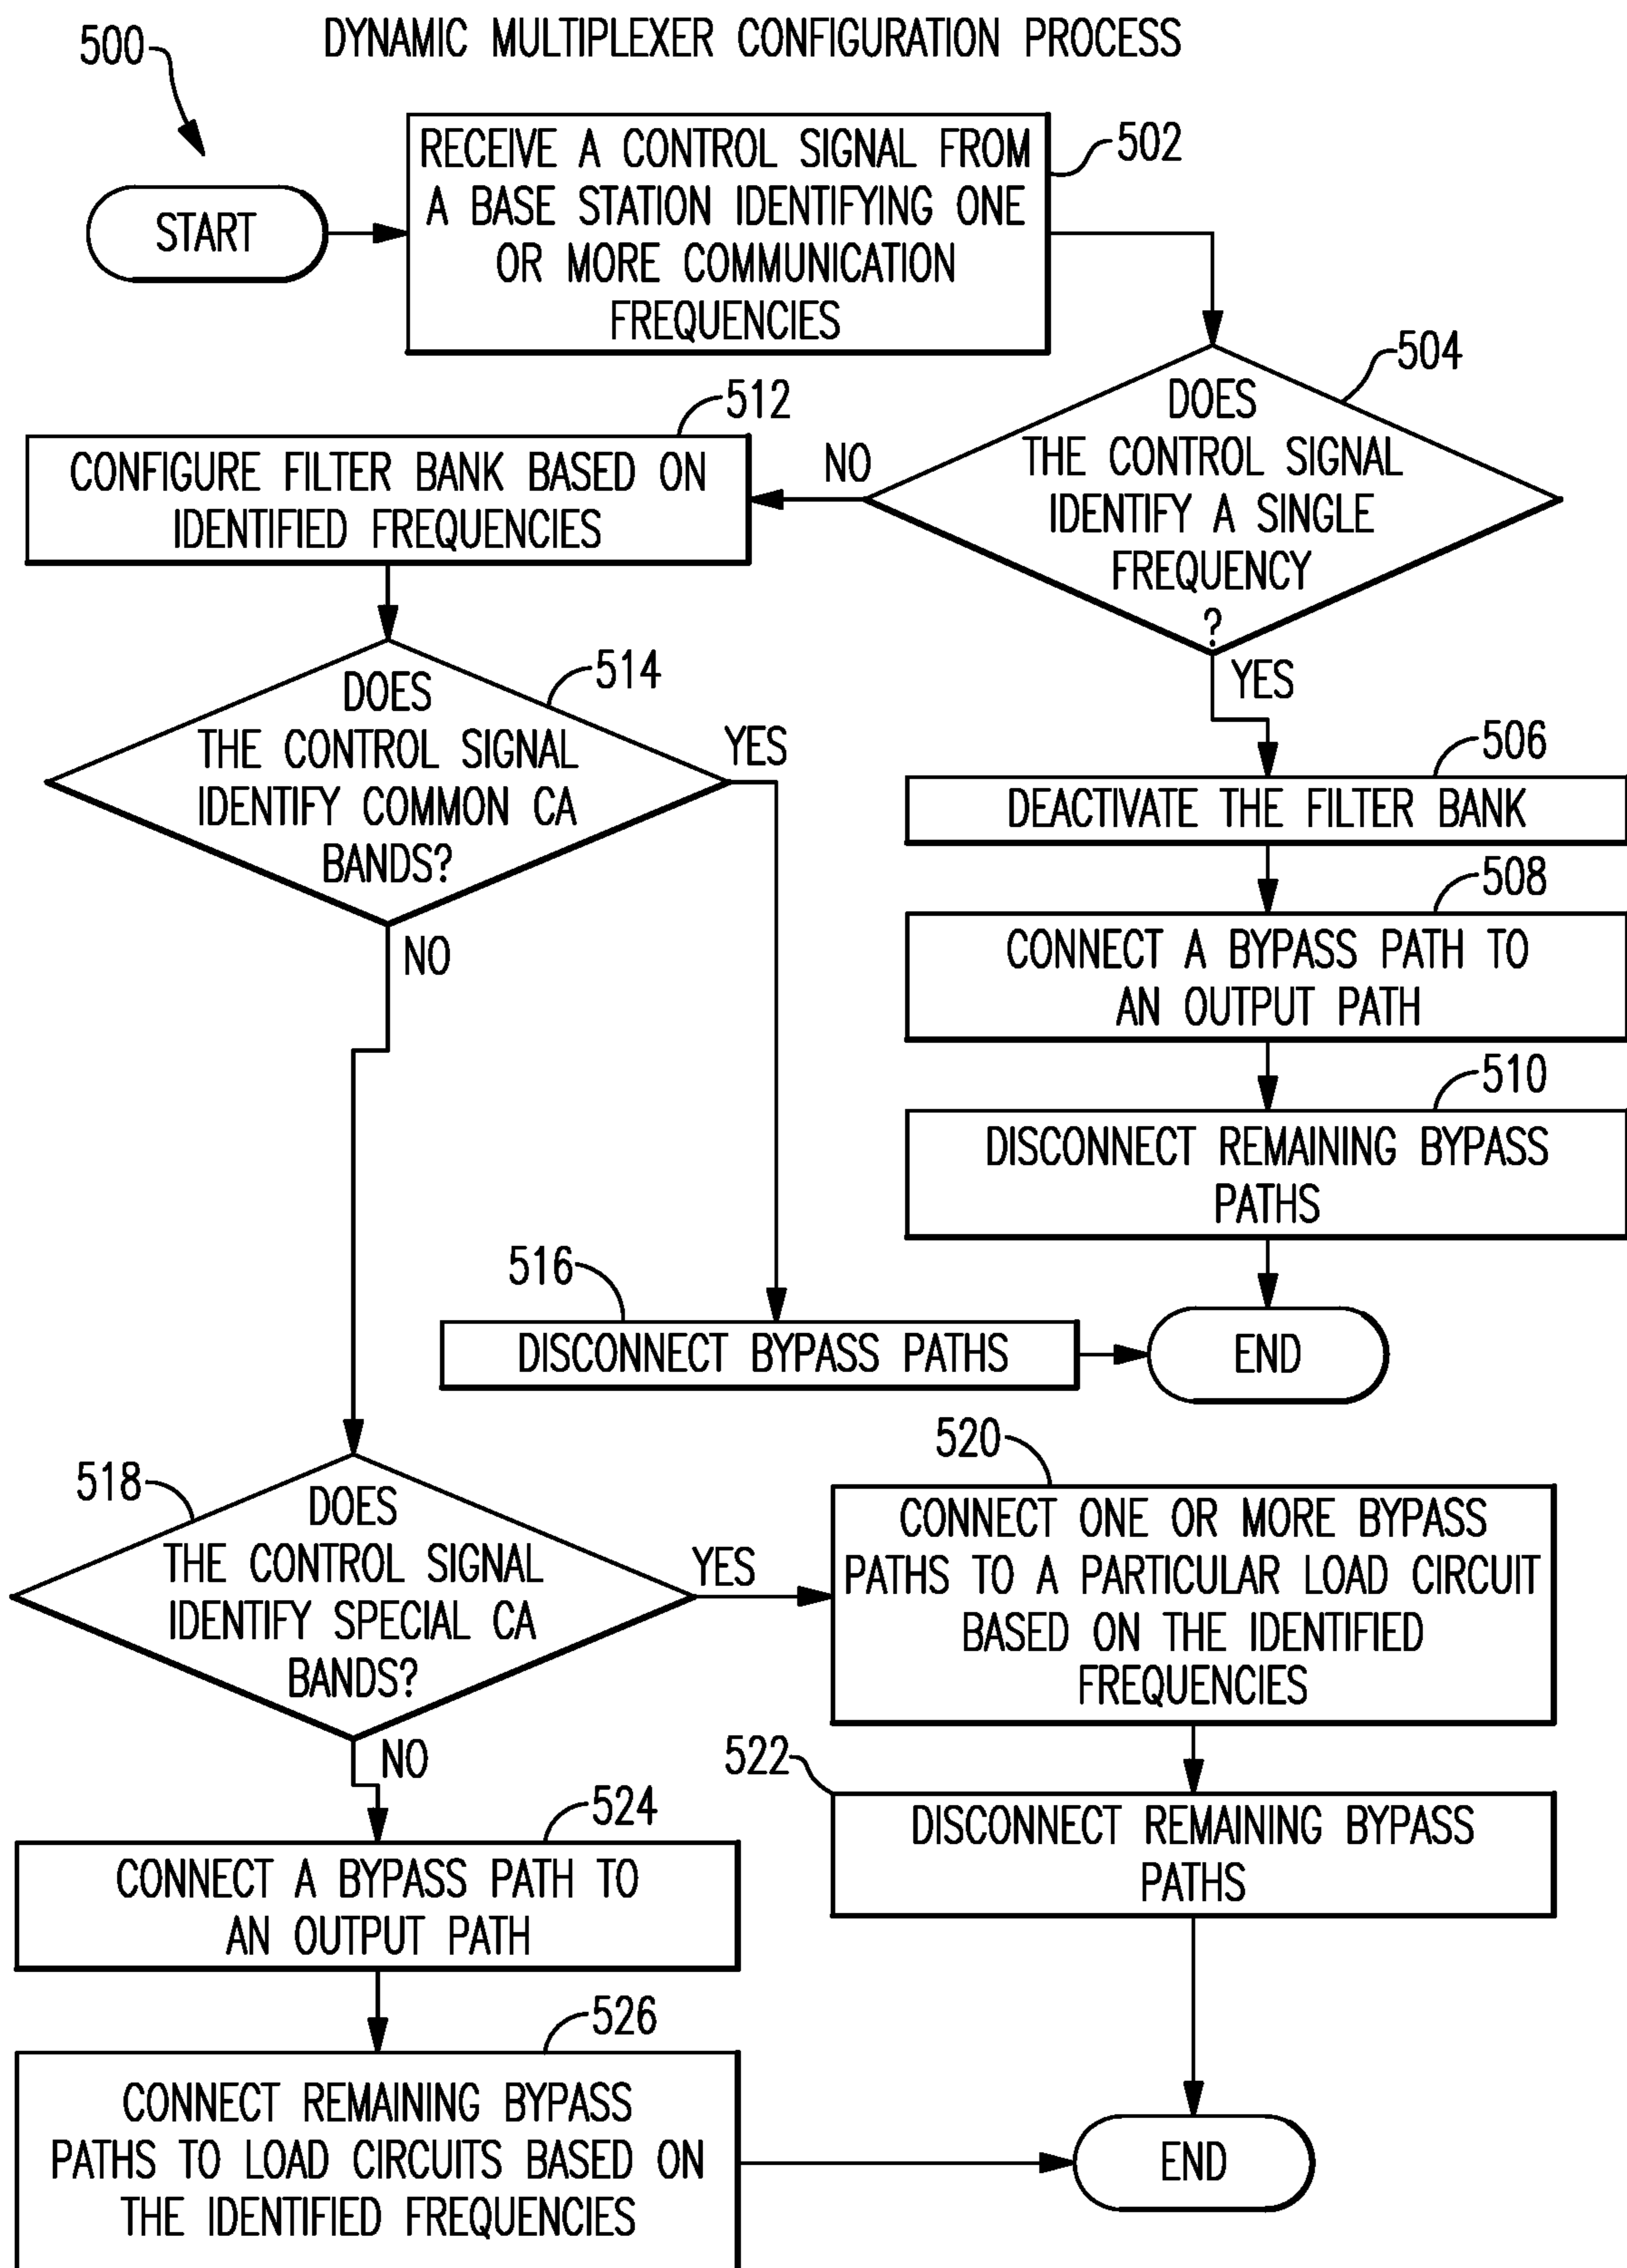 DYNAMIC MULTIPLEXER CONFIGURATION PROCESS
500
START
RECEIVE A CONTROL SIGNAL FROM
A BASE STATION IDENTIFYING ONE
OR MORE COMMUNICATION
FREQUENCIES
502
504
DOES
THE CONTROL SIGNAL
IDENTIFY A SINGLE
FREQUENCY
?
NO
YES
512
CONFIGURE FILTER BANK BASED ON
IDENTIFIED FREQUENCIES
514
DOES
THE CONTROL SIGNAL
IDENTIFY COMMON CA
BANDS?
YES
NO
506
DEACTIVATE THE FILTER BANK
508
CONNECT A BYPASS PATH TO
AN OUTPUT PATH
510
DISCONNECT REMAINING BYPASS
PATHS
516
DISCONNECT BYPASS PATHS
END
518
DOES
THE CONTROL SIGNAL
IDENTIFY SPECIAL CA
BANDS?
YES
NO
520
CONNECT ONE OR MORE BYPASS
PATHS TO A PARTICULAR LOAD CIRCUIT
BASED ON THE IDENTIFIED
FREQUENCIES
522
DISCONNECT REMAINING BYPASS
PATHS
524
CONNECT A BYPASS PATH TO
AN OUTPUT PATH
526
CONNECT REMAINING BYPASS
PATHS TO LOAD CIRCUITS BASED ON
THE IDENTIFIED FREQUENCIES
END